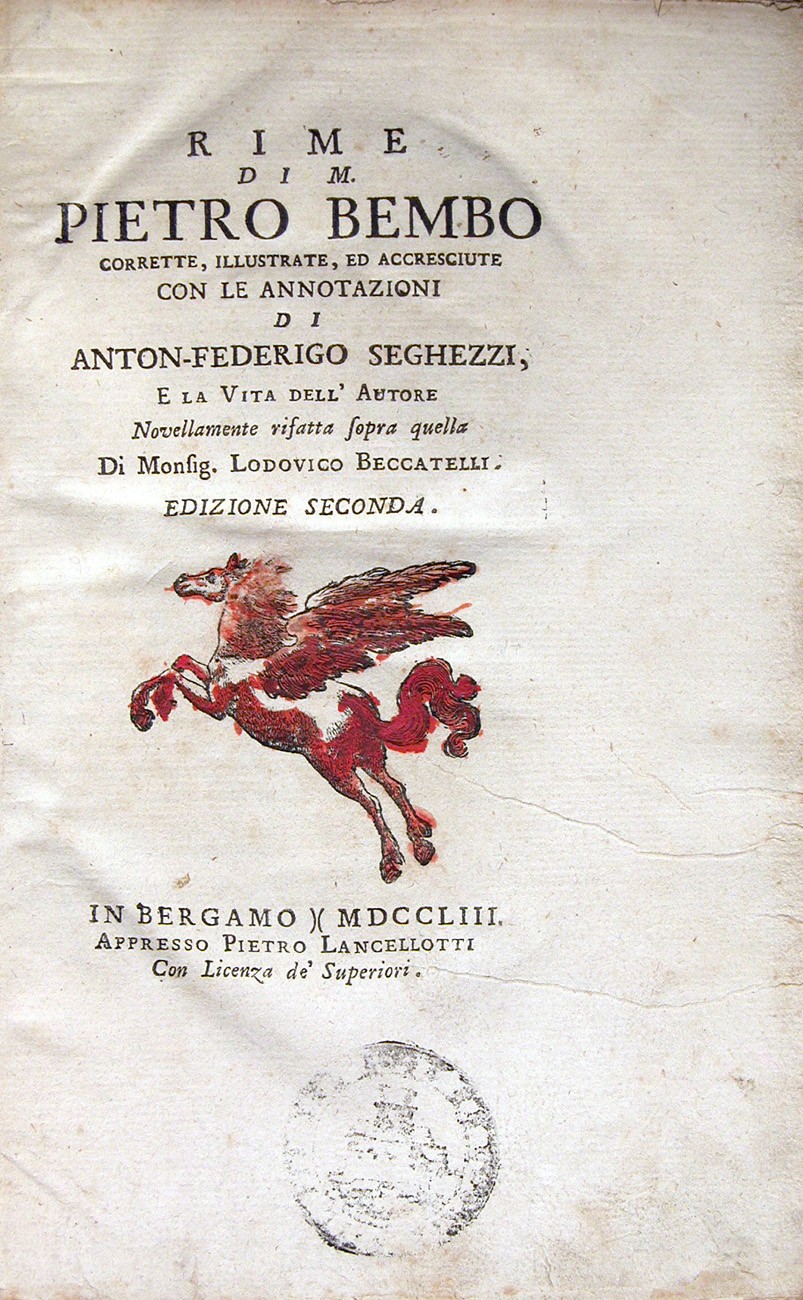 RIME
DI M.
PIETRO BEMBO
CORRETTE, ILLUSTRATE, ED ACCRESCIUTE
CON LE ANNOTAZIONI
DI
ANTON-FEDERIGO SEGHEZZI,
E LA VITA DELL' AUTORE
Novellamente rifatta ſopra quella
Di Monſig. LODOVICO BECCATELLI.
EDIZIONE SECONDA.
IN BERGAMO )( MDCCLIII.
APPRESSO PIETRO LANCELLOTTI
Con Licenza de' Superiori.